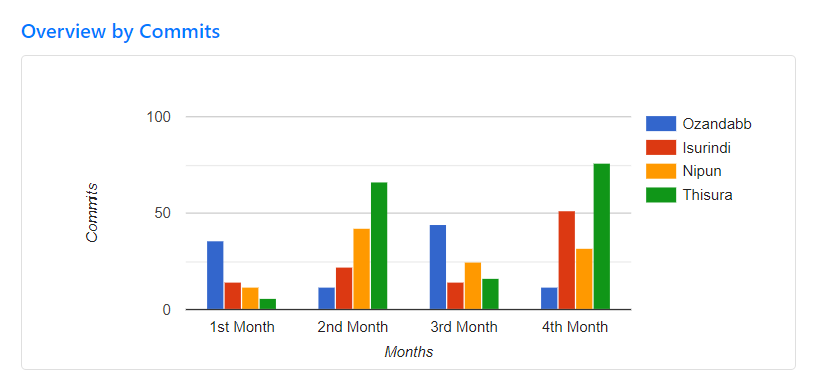 Overview by Commits
100
50
0
Commits
1st Month
2nd Month
3rd Month
4th Month
Months
Ozandabb
Isurindi
Nipun
Thisura